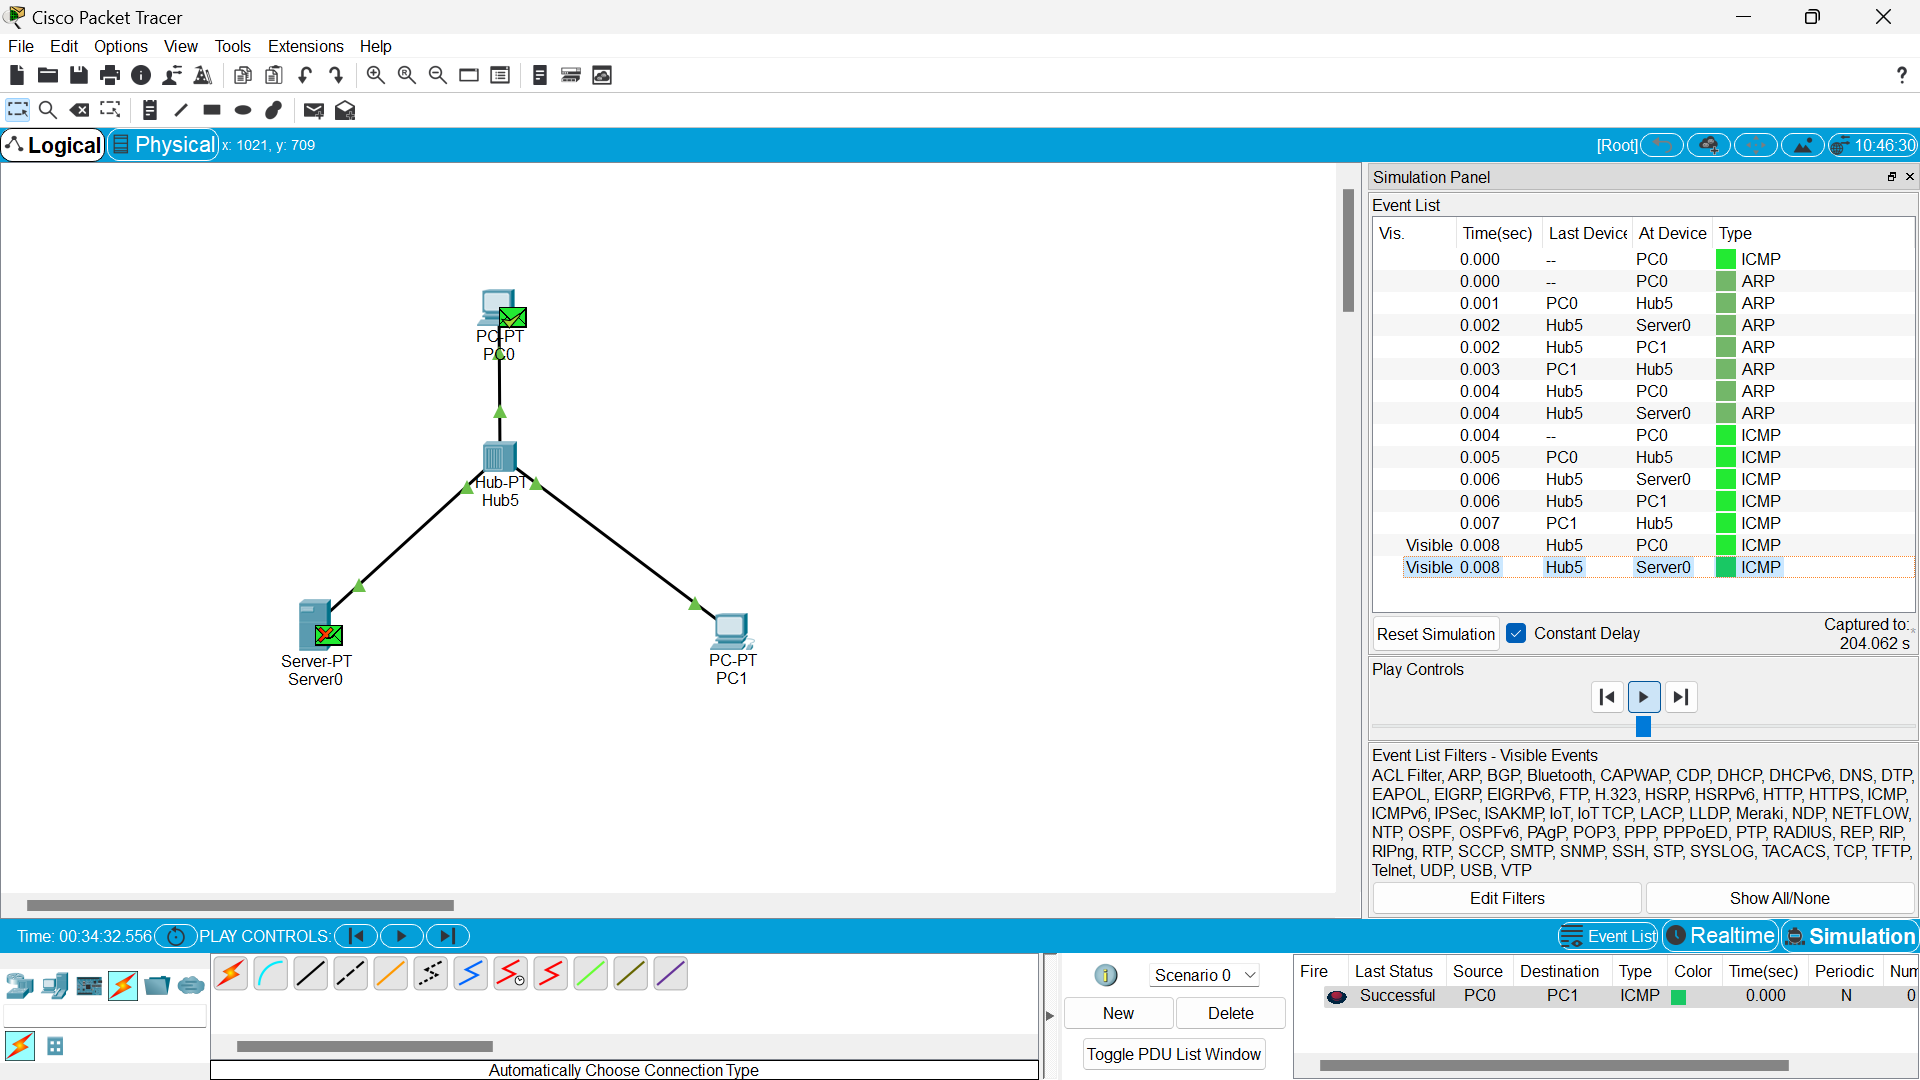 Cisco Packet Tracer
File Edit Options View Tools Extensions Help
?
Logical Physical x: 1021, y: 709 [Root] 10:46:30
PC-PT
PC0
Hub-PT
Hub5
Server-PT
Server0
PC-PT
PC1
Simulation Panel
Event List
Vis. Time(sec) Last Device At Device Type
0.000 -- PC0 ICMP
0.000 -- PC0 ARP
0.001 PC0 Hub5 ARP
0.002 Hub5 Server0 ARP
0.002 Hub5 PC1 ARP
0.003 PC1 Hub5 ARP
0.004 Hub5 PC0 ARP
0.004 Hub5 Server0 ARP
0.004 -- PC0 ICMP
0.005 PC0 Hub5 ICMP
0.006 Hub5 Server0 ICMP
0.006 Hub5 PC1 ICMP
0.007 PC1 Hub5 ICMP
Visible 0.008 Hub5 PC0 ICMP
Visible 0.008 Hub5 Server0 ICMP
Reset Simulation Constant Delay Captured to:
204.062 s
Play Controls
Event List Filters - Visible Events
ACL Filter, ARP, BGP, Bluetooth, CAPWAP, CDP, DHCP, DHCPv6, DNS, DTP,
EAPOL, EIGRP, EIGRPv6, FTP, H.323, HSRP, HSRPv6, HTTP, HTTPS, ICMP,
ICMPv6, IPSec, ISAKMP, IoT, IoT TCP, LACP, LLDP, Meraki, NDP, NETFLOW,
NTP, OSPF, OSPFv6, PAgP, POP3, PPP, PPPoED, PTP, RADIUS, REP, RIP,
RIPng, RTP, SCCP, SMTP, SNMP, SSH, STP, SYSLOG, TACACS, TCP, TFTP,
Telnet, UDP, USB, VTP
Edit Filters Show All/None
Time: 00:34:32.556 PLAY CONTROLS: Event List Realtime Simulation
Scenario 0
New Delete
Toggle PDU List Window
Fire Last Status Source Destination Type Color Time(sec) Periodic Num
Successful PC0 PC1 ICMP 0.000 N 0
Automatically Choose Connection Type